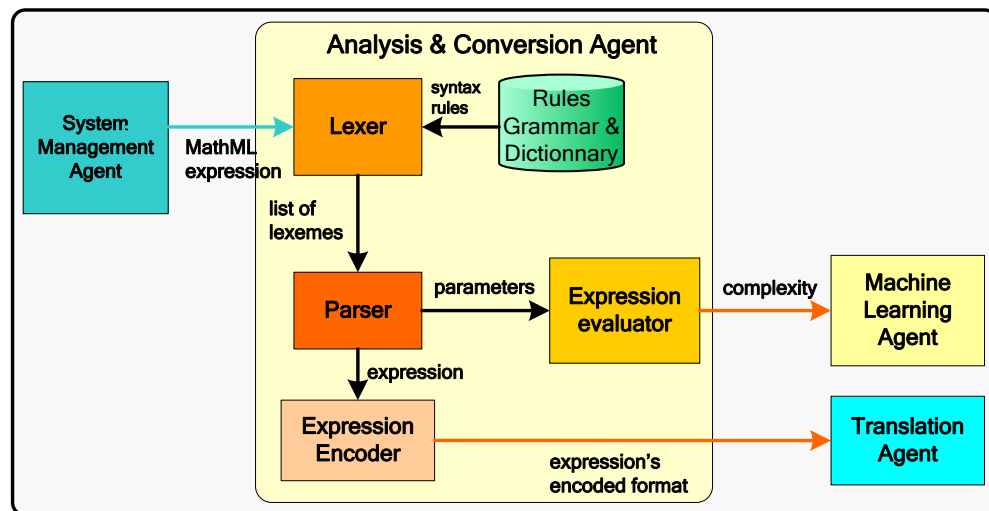 Analysis & Conversion Agent
System
Management
Agent
MathML
expression
Lexer
syntax
rules
Rules
Grammar &
Dictionnary
list of
lexemes
Parser
parameters
Expression
evaluator
complexity
Machine
Learning
Agent
expression
Expression
Encoder
expression's
encoded format
Translation
Agent